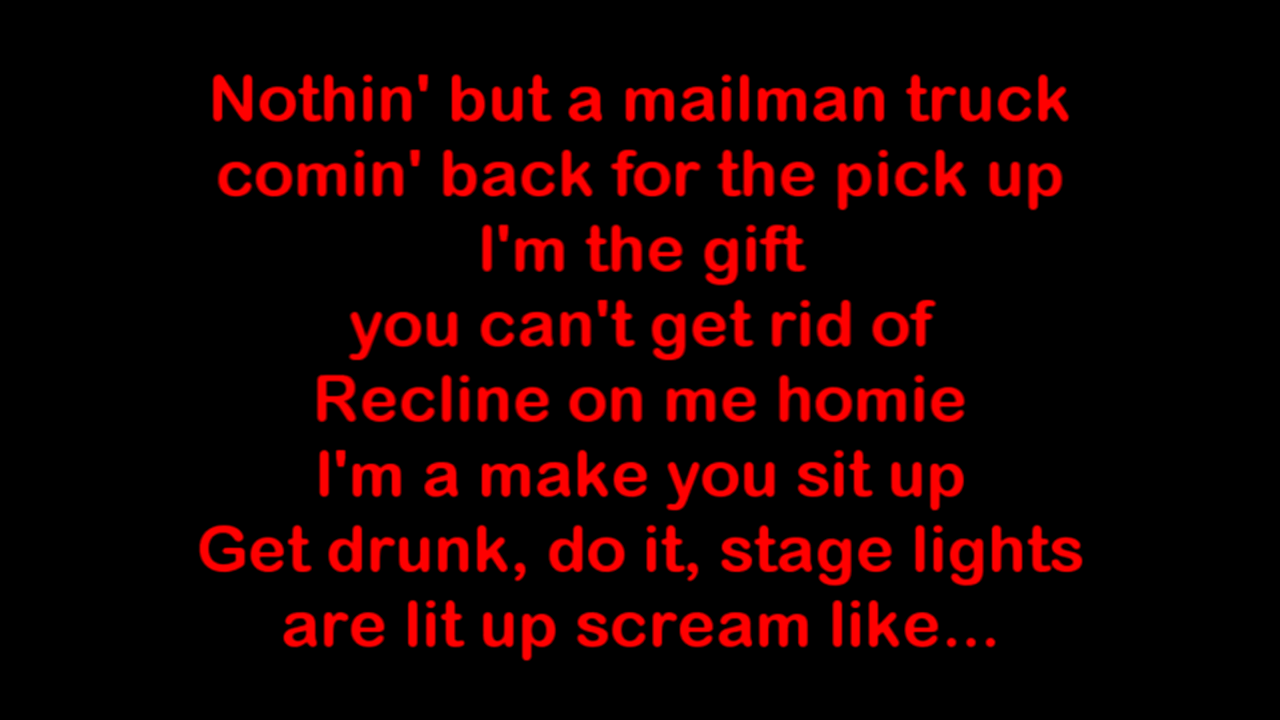 Nothin' but a mailman truck
comin' back for the pick up
I'm the gift
you can't get rid of
Recline on me homie
I'm a make you sit up
Get drunk, do it, stage lights
are lit up scream like...